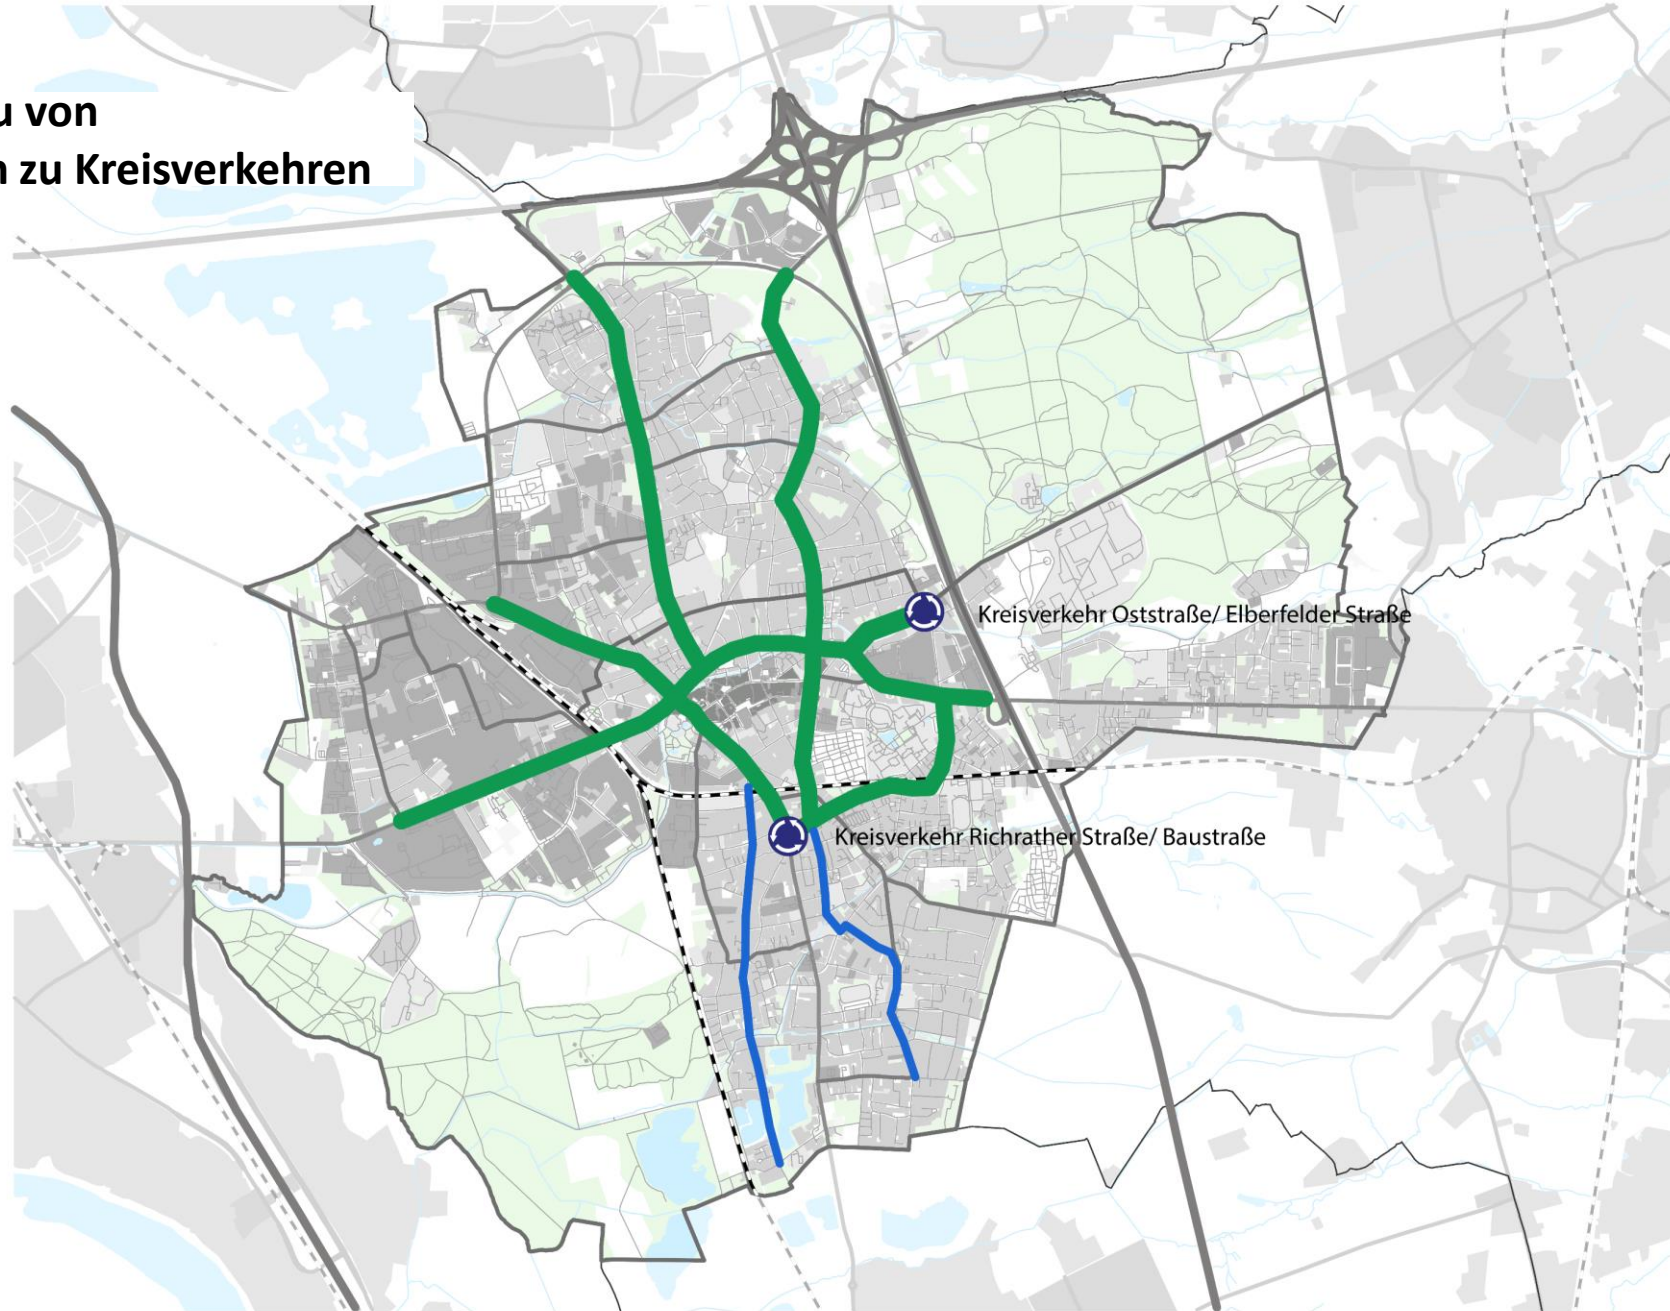 u von
n zu Kreisverkehren
Kreisverkehr Oststraße/ Elberfelder Straße
Kreisverkehr Richrather Straße/ Baustraße